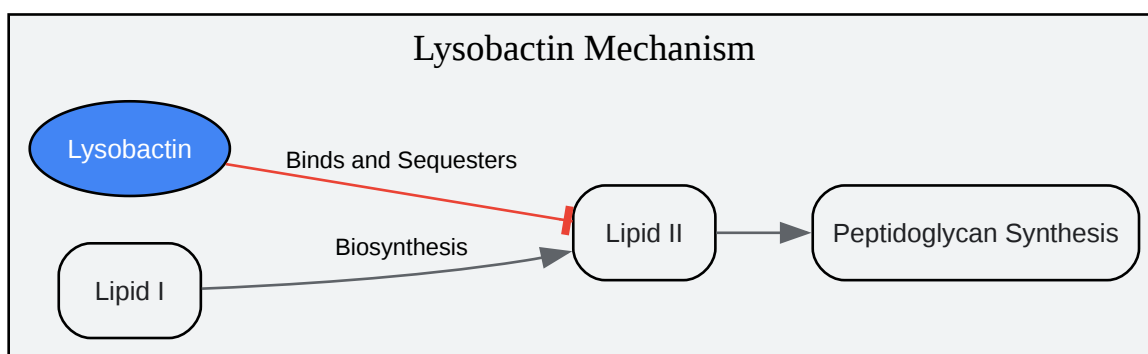 Lysobactin Mechanism
Lysobactin
Binds and Sequesters
Lipid II
Peptidoglycan Synthesis
Biosynthesis
Lipid I